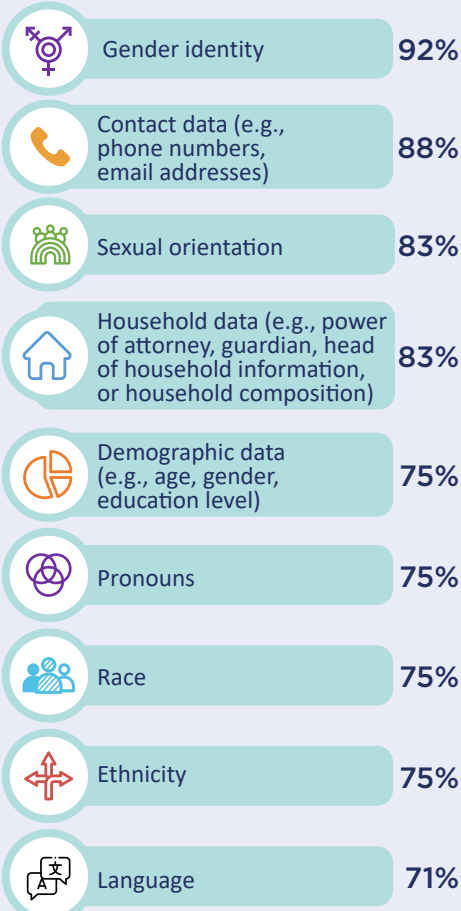 Gender identity 92%
Contact data (e.g.,
phone numbers,
email addresses)
88%
Sexual orientation 83%
Household data (e.g., power
of attorney, guardian, head
of household information,
or household composition)
83%
Demographic data
(e.g., age, gender,
education level)
75%
Pronouns 75%
Race 75%
Ethnicity 75%
文
A
Language 71%